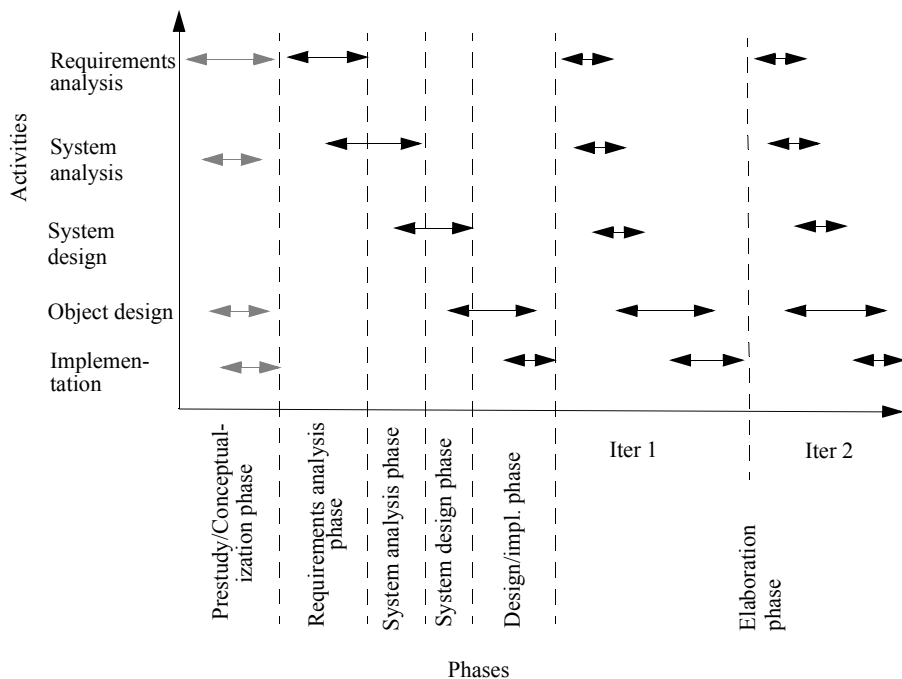 Activities
Requirements
analysis
System
analysis
System
design
Object design
Implemen-
tation
Prestudy/Conceptual-
ization phase
Requirements analysis
phase
System analysis phase
System design phase
Design/impl. phase
Iter 1
Elaboration
phase
Iter 2
Phases